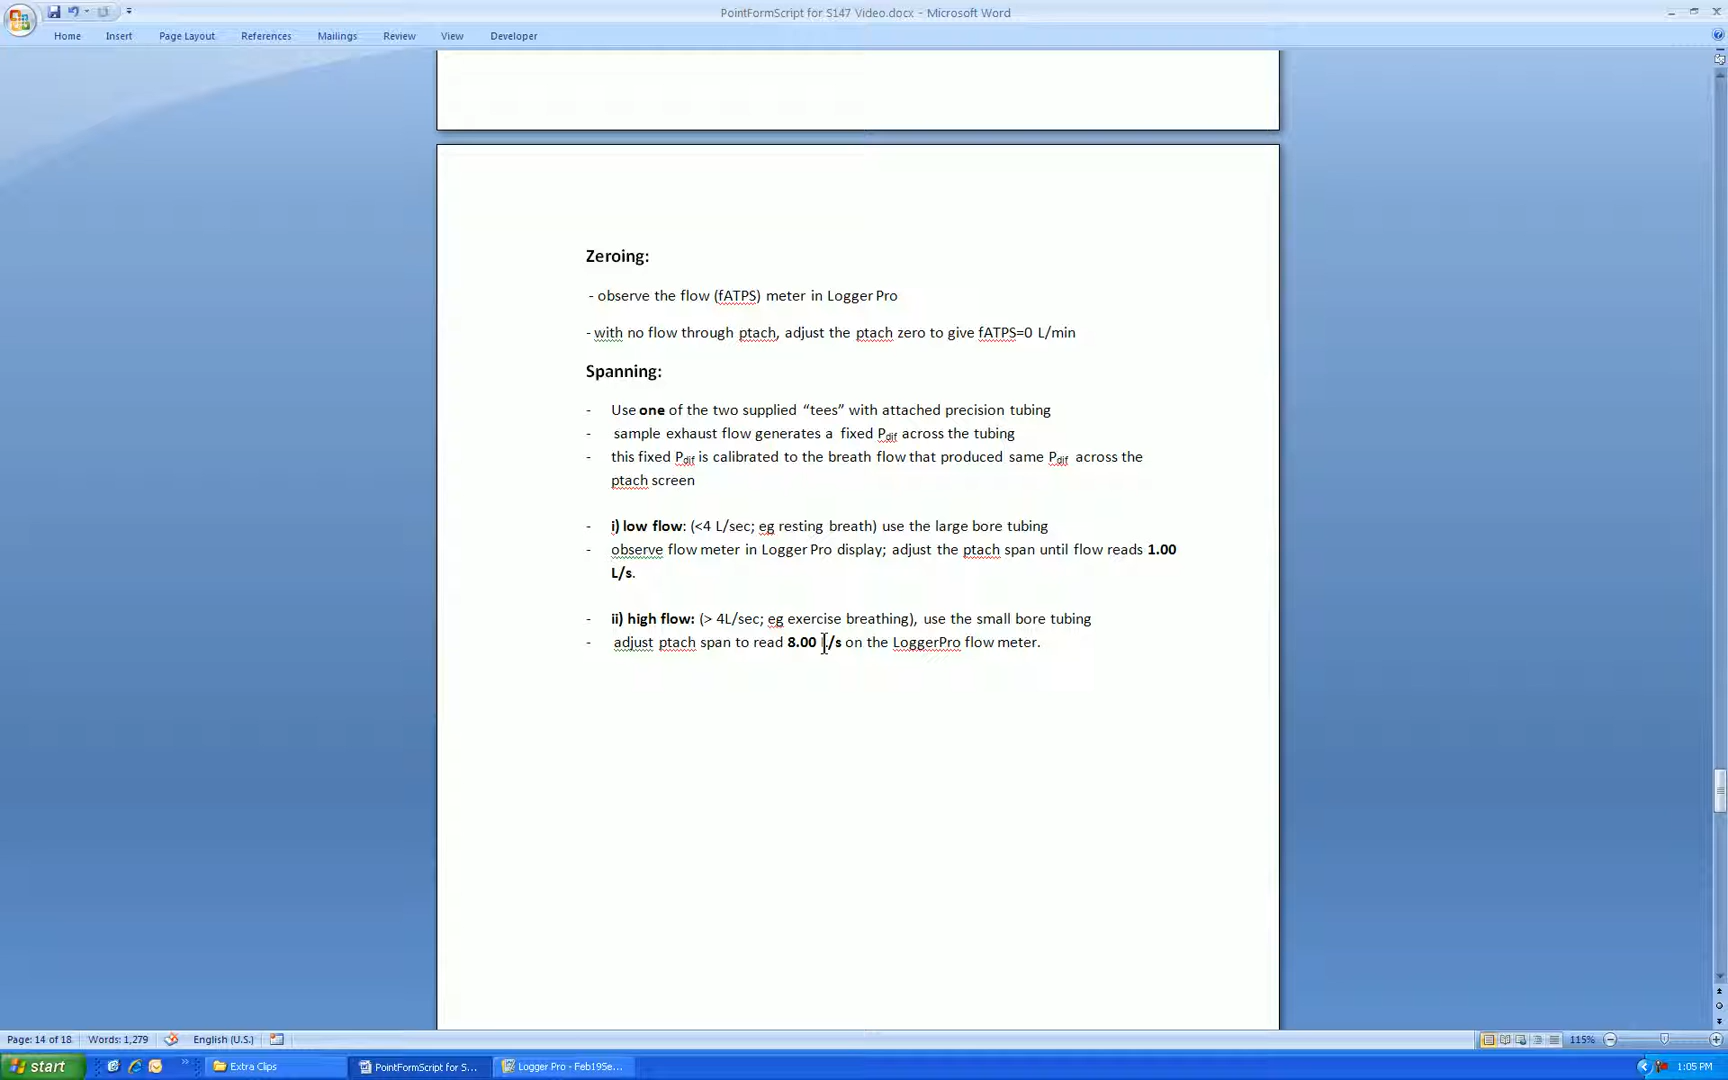 PointFormScript for S147 Video.docx - Microsoft Word
Home Insert Page Layout References Mailings Review View Developer
Zeroing:
- observe the flow (fATPS) meter in Logger Pro
- with no flow through ptach, adjust the ptach zero to give fATPS=0 L/min
Spanning:
- Use one of the two supplied “tees” with attached precision tubing
- sample exhaust flow generates a fixed Pdif across the tubing
- this fixed Pdif is calibrated to the breath flow that produced same Pdif across the
ptach screen
- i) low flow: (<4 L/sec; eg resting breath) use the large bore tubing
- observe flow meter in Logger Pro display; adjust the ptach span until flow reads 1.00
L/s.
- ii) high flow: (> 4L/sec; eg exercise breathing), use the small bore tubing
- adjust ptach span to read 8.00 L/s on the LoggerPro flow meter.
Page: 14 of 18 Words: 1,279 English (U.S.) 115%
start Extra Clips PointFormScript for S... Logger Pro - Feb19Se... 1:05 PM